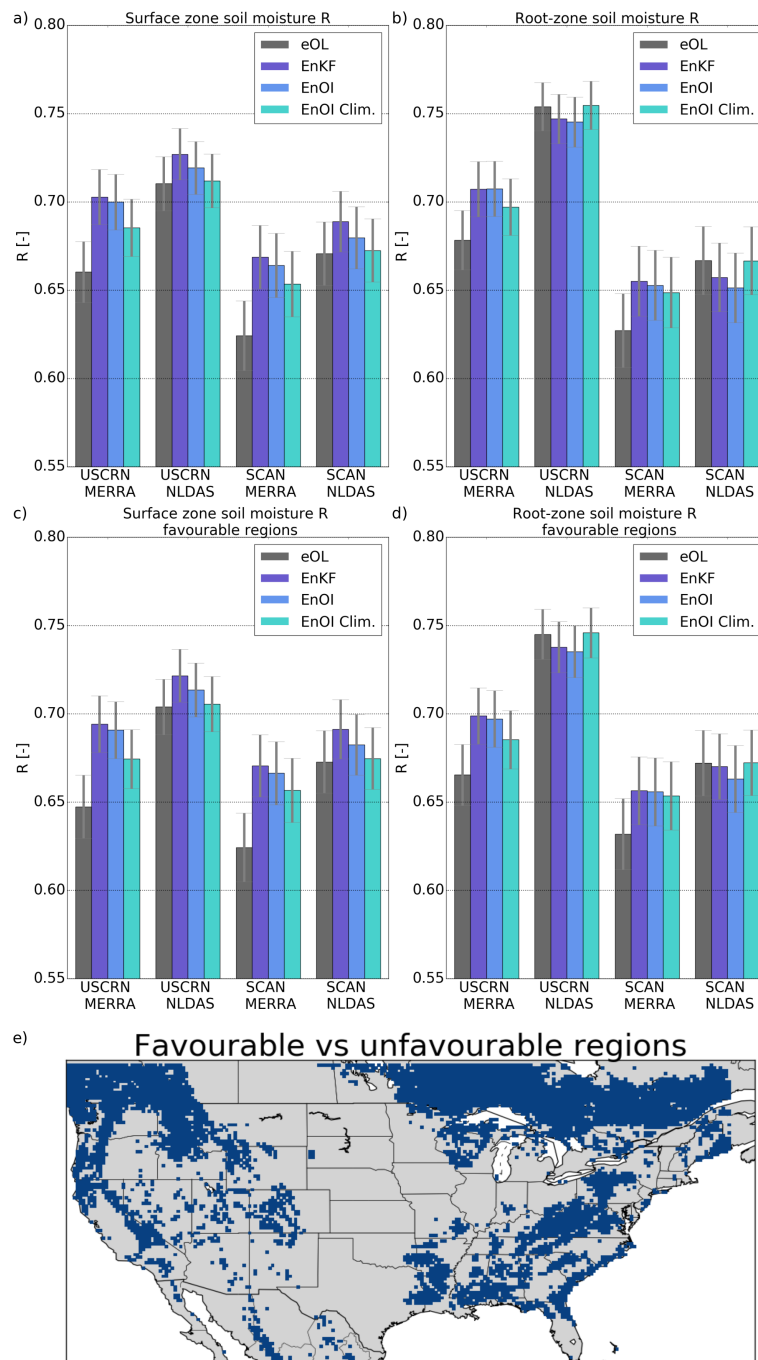 a)
Surface zone soil moisture R
0.80
0.75
0.70
0.65
0.60
0.55
R [-]
eOL
EnKF
EnOI
EnOI Clim.
USCRN
MERRA
USCRN
NLDAS
SCAN
MERRA
SCAN
NLDAS
b)
Root-zone soil moisture R
0.80
0.75
0.70
0.65
0.60
0.55
R [-]
eOL
EnKF
EnOI
EnOI Clim.
USCRN
MERRA
USCRN
NLDAS
SCAN
MERRA
SCAN
NLDAS
c)
Surface zone soil moisture R
favourable regions
0.80
0.75
0.70
0.65
0.60
0.55
R [-]
eOL
EnKF
EnOI
EnOI Clim.
USCRN
MERRA
USCRN
NLDAS
SCAN
MERRA
SCAN
NLDAS
d)
Root-zone soil moisture R
favourable regions
0.80
0.75
0.70
0.65
0.60
0.55
R [-]
eOL
EnKF
EnOI
EnOI Clim.
USCRN
MERRA
USCRN
NLDAS
SCAN
MERRA
SCAN
NLDAS
e)
Favourable vs unfavourable regions